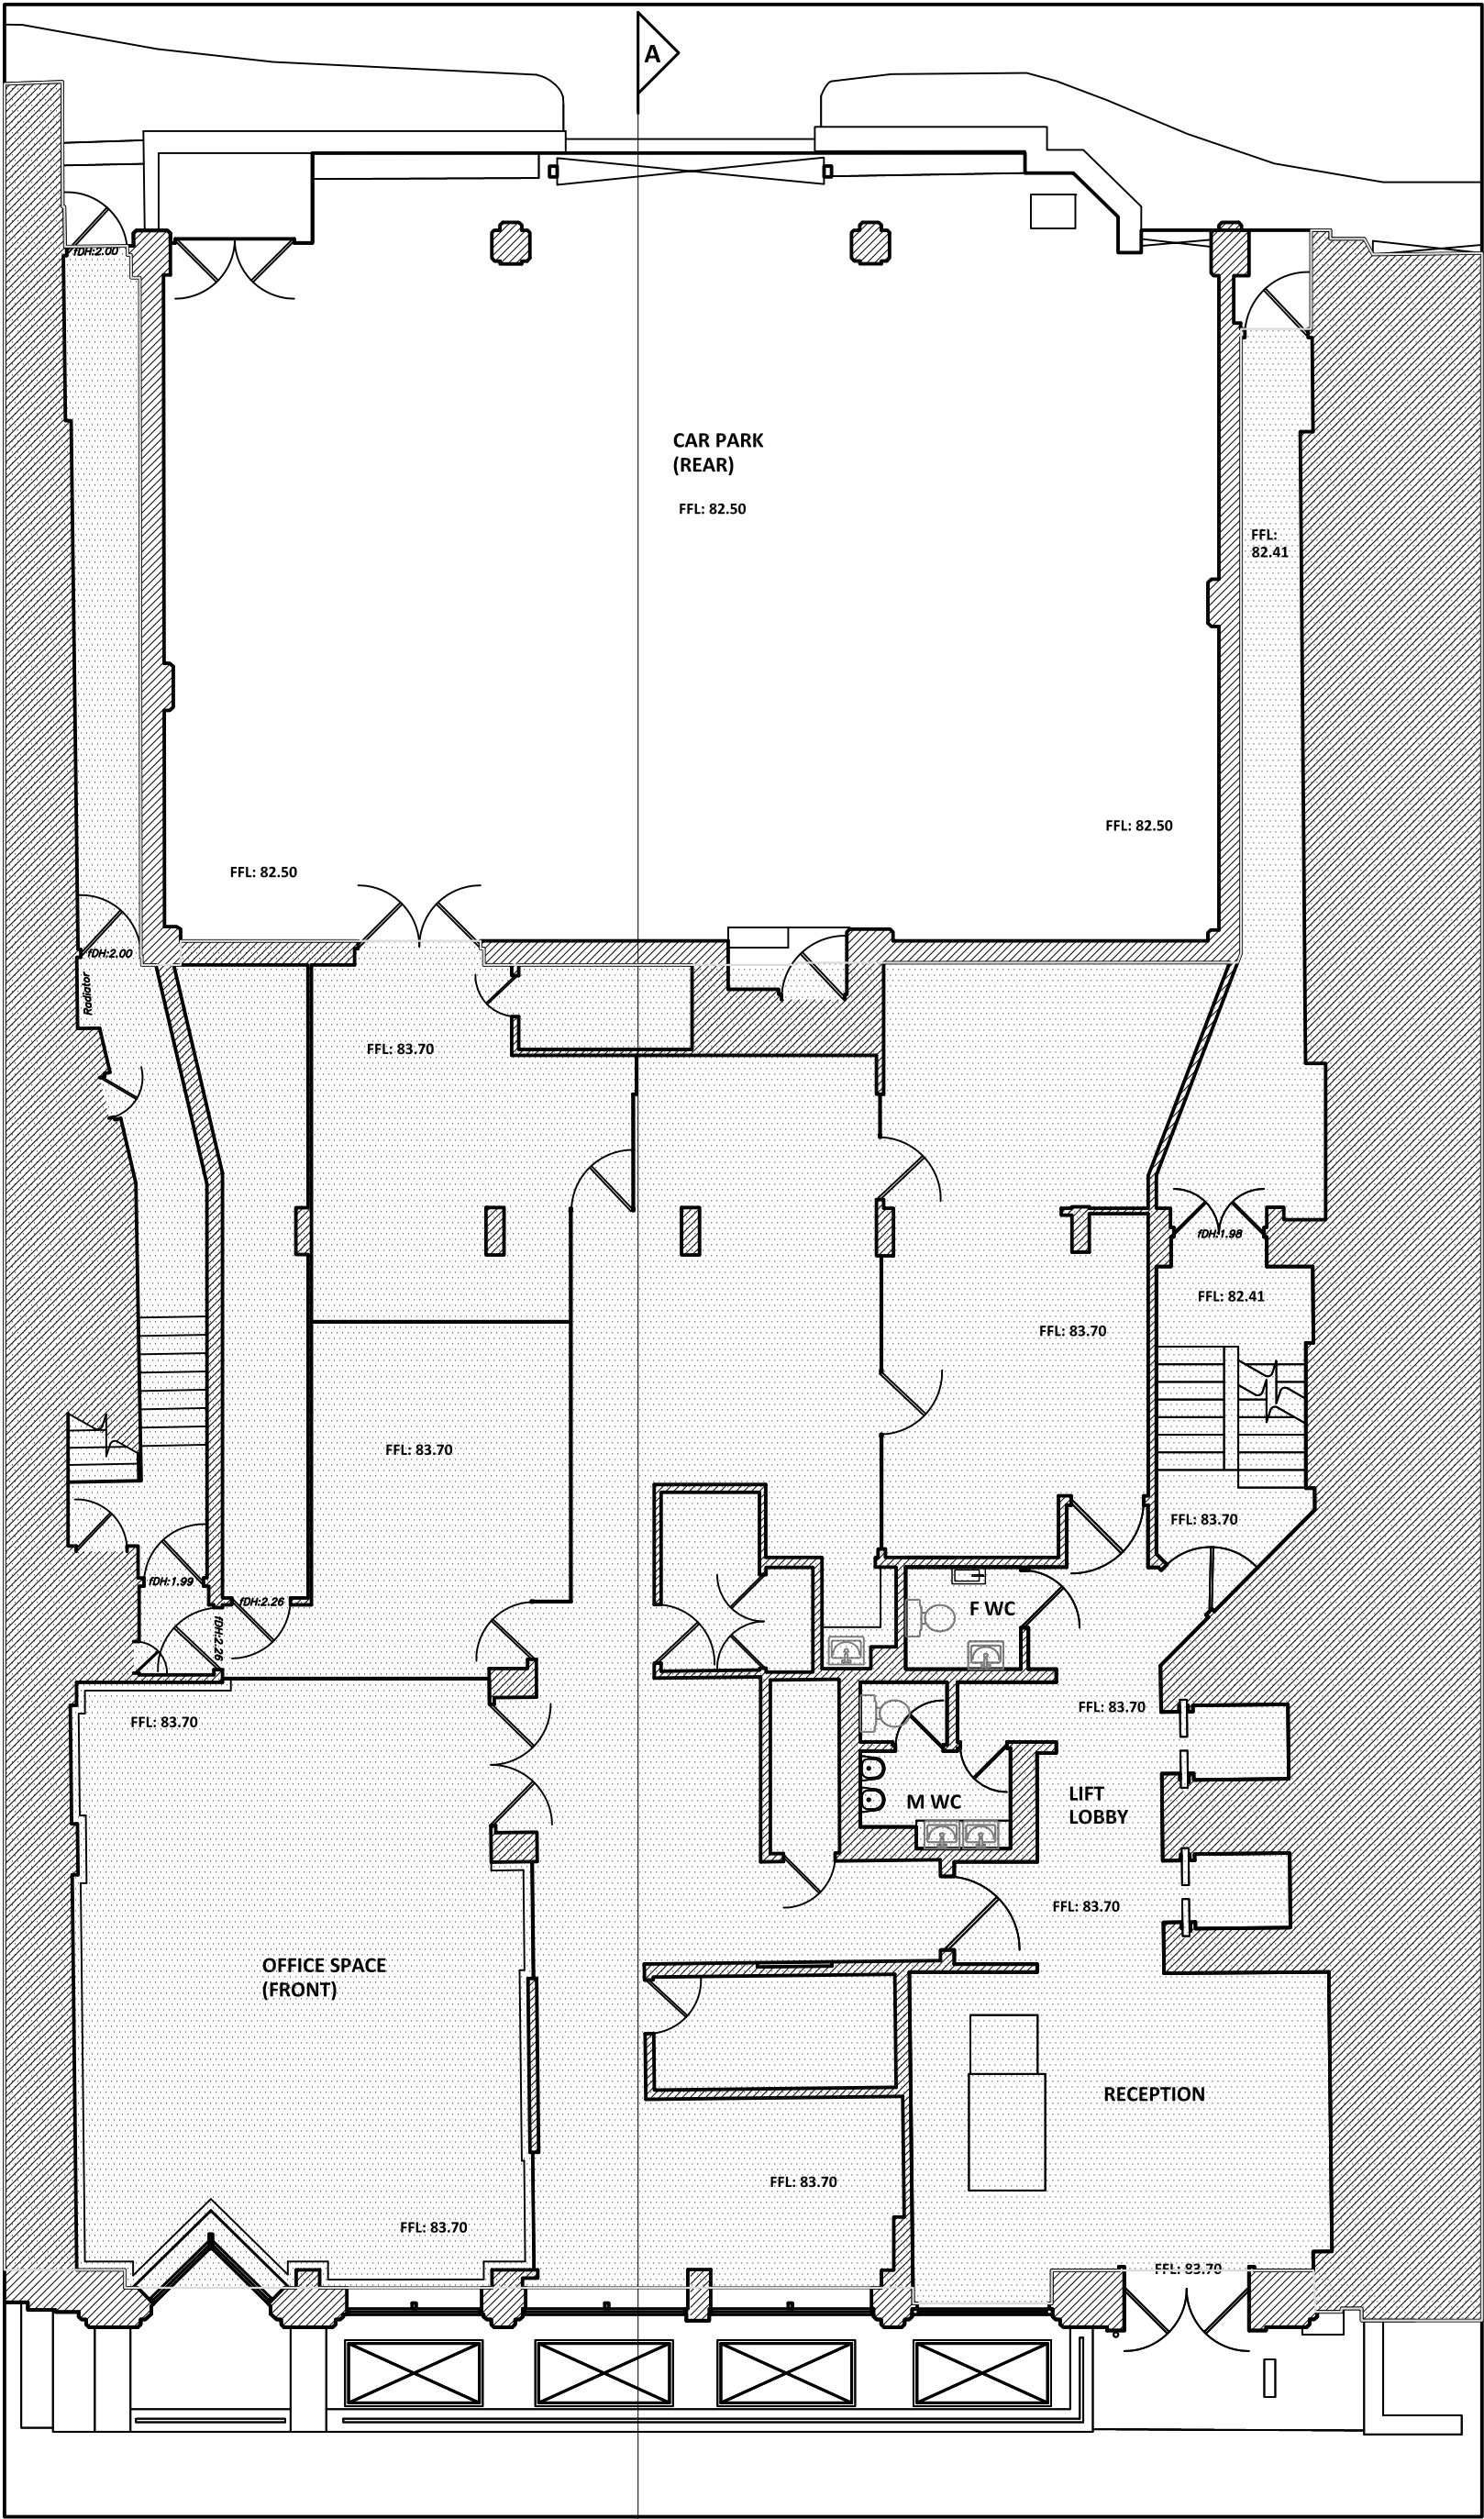 A
fDH:2.00
CAR PARK
(REAR)
FFL: 82.50
FFL:
82.41
FFL: 82.50
FFL: 82.50
fDH:2.00
Radiator
FFL: 83.70
fDH:1.98
FFL: 82.41
FFL: 83.70
FFL: 83.70
FFL: 83.70
fDH:1.99
fDH:2.26
fDH:2.26
F WC
FFL: 83.70
FFL: 83.70
M WC
LIFT
LOBBY
FFL: 83.70
OFFICE SPACE
(FRONT)
RECEPTION
FFL: 83.70
FFL: 83.70
FFL: 83.70